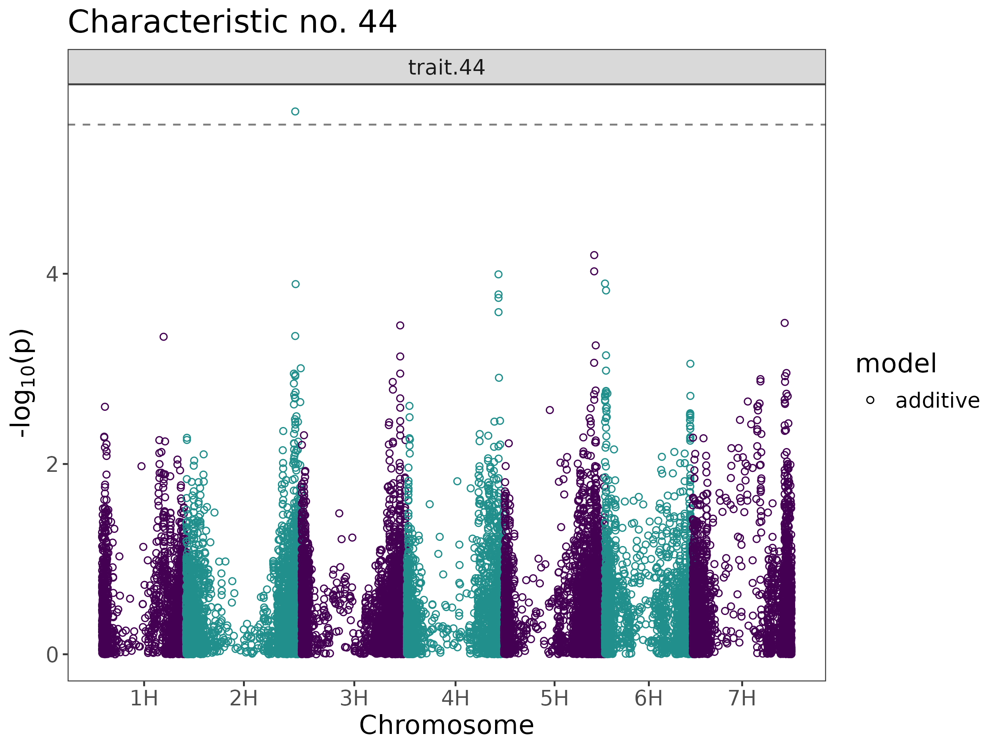 Characteristic no. 44
trait.44
4
2
0
-log10(p)
1H 2H 3H 4H 5H 6H 7H
Chromosome
model
additive